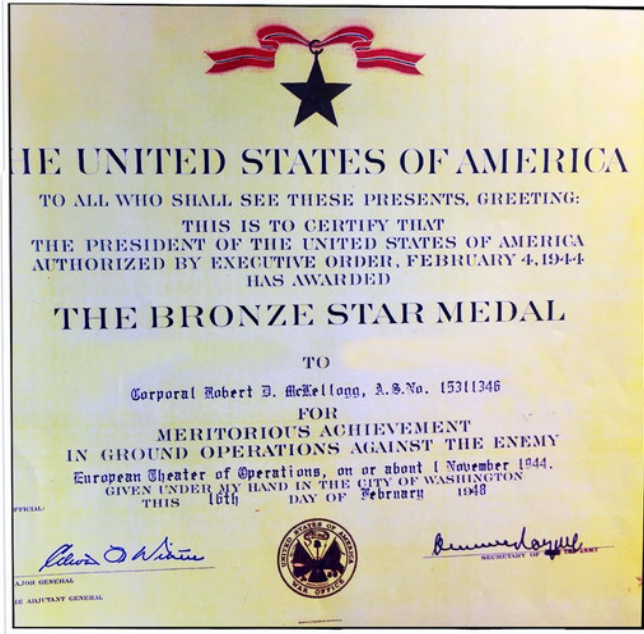 HE UNITED STATES OF AMERICA
TO ALL WHO SHALL SEE THESE PRESENTS, GREETING:
THIS IS TO CERTIFY THAT
THE PRESIDENT OF THE UNITED STATES OF AMERICA
AUTHORIZED BY EXECUTIVE ORDER, FEBRUARY 4, 1944
HAS AWARDED
THE BRONZE STAR MEDAL
TO
Corporal Robert D. McKellogg, A.S.No. 15311346
FOR
MERITORIOUS ACHIEVEMENT
IN GROUND OPERATIONS AGAINST THE ENEMY
European Theater of Operations, on or about 1 November 1944.
GIVEN UNDER MY HAND IN THE CITY OF WASHINGTON
THIS 16th DAY OF February 1948
FFICIAL:
UNITED STATES OF AMERICA
WAR OFFICE
SECRETARY OF THE ARMY
AJOR GENERAL
HE ADJUTANT GENERAL